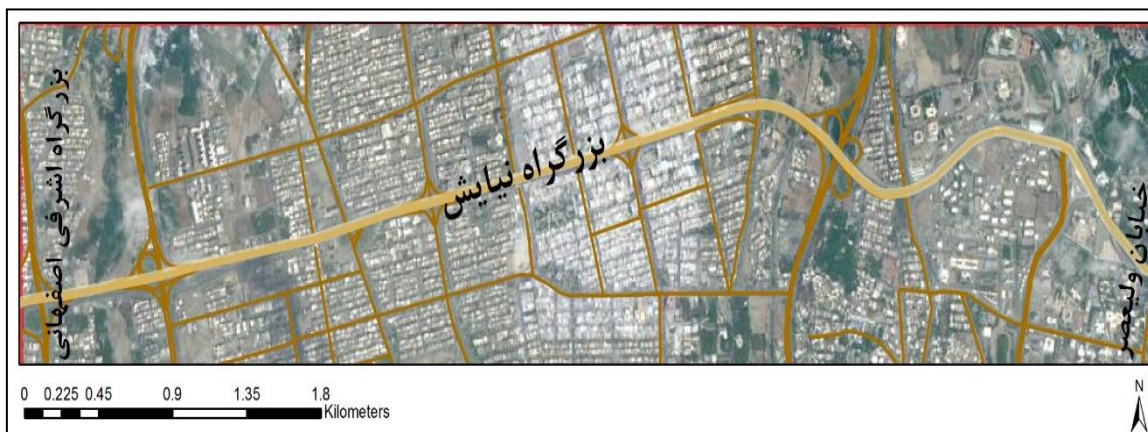 بزرگراه اشرفی اصفهانی
بزرگراه نیایش
خیابان ولیعصر
0 0.225 0.45 0.9 1.35 1.8
Kilometers
N